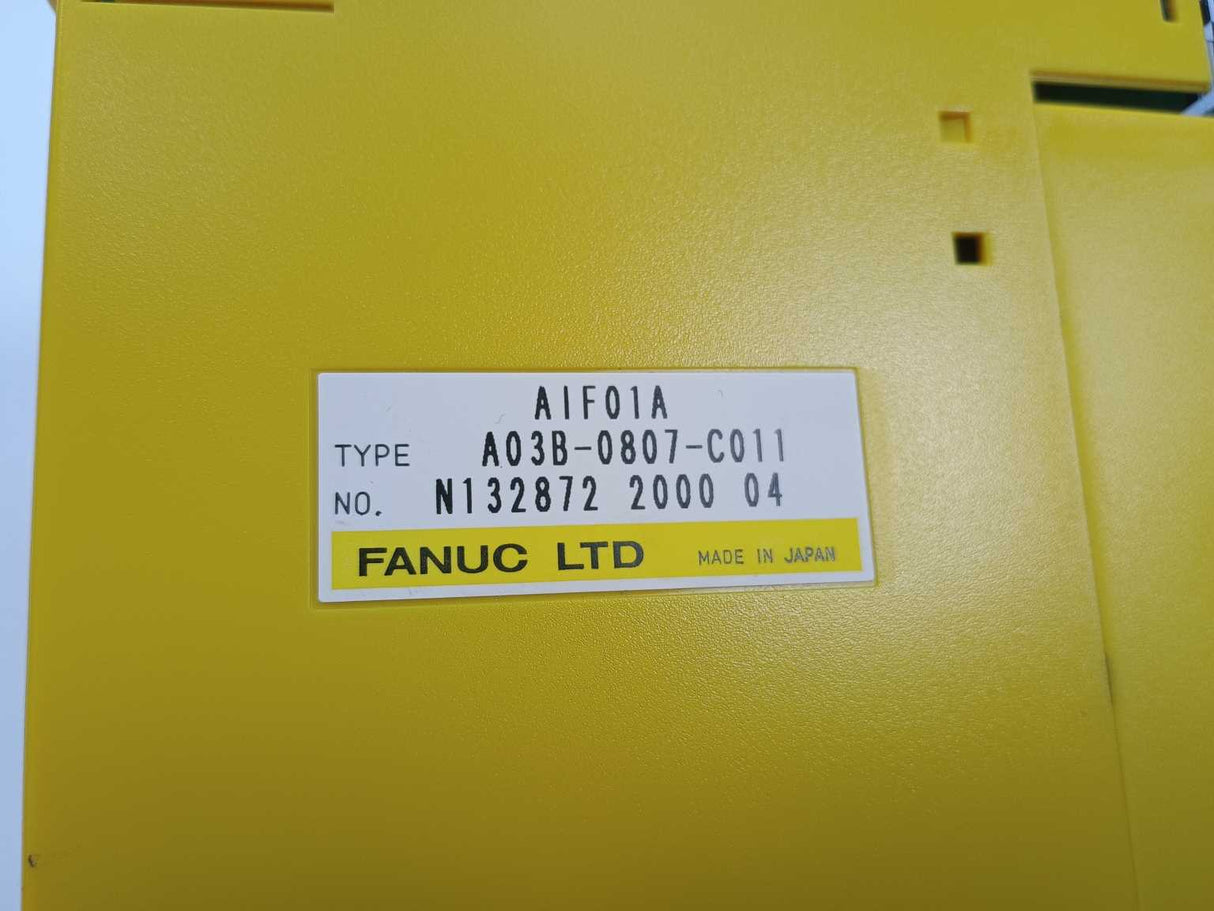 AIF01A
TYPE A03B-0807-C011
NO. N132872 2000 04
FANUC LTD MADE IN JAPAN